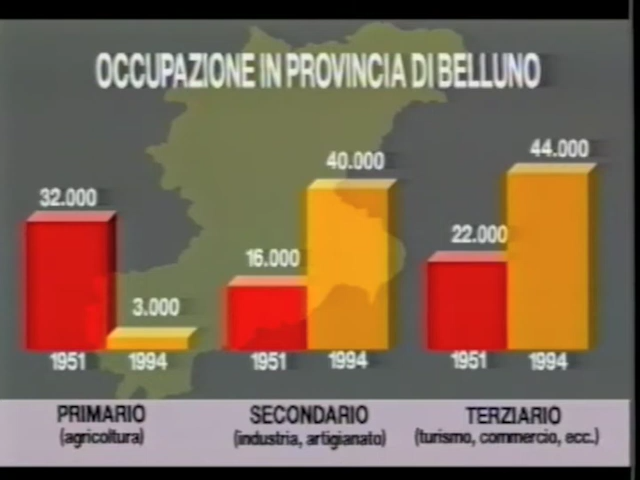 OCCUPAZIONE IN PROVINCIA DI BELLUNO
32.000
3.000
16.000
40.000
22.000
44.000
1951
1994
1951
1994
1951
1994
PRIMARIO
(agricoltura)
SECONDARIO
(industria, artigianato)
TERZIARIO
(turismo, commercio, ecc.)